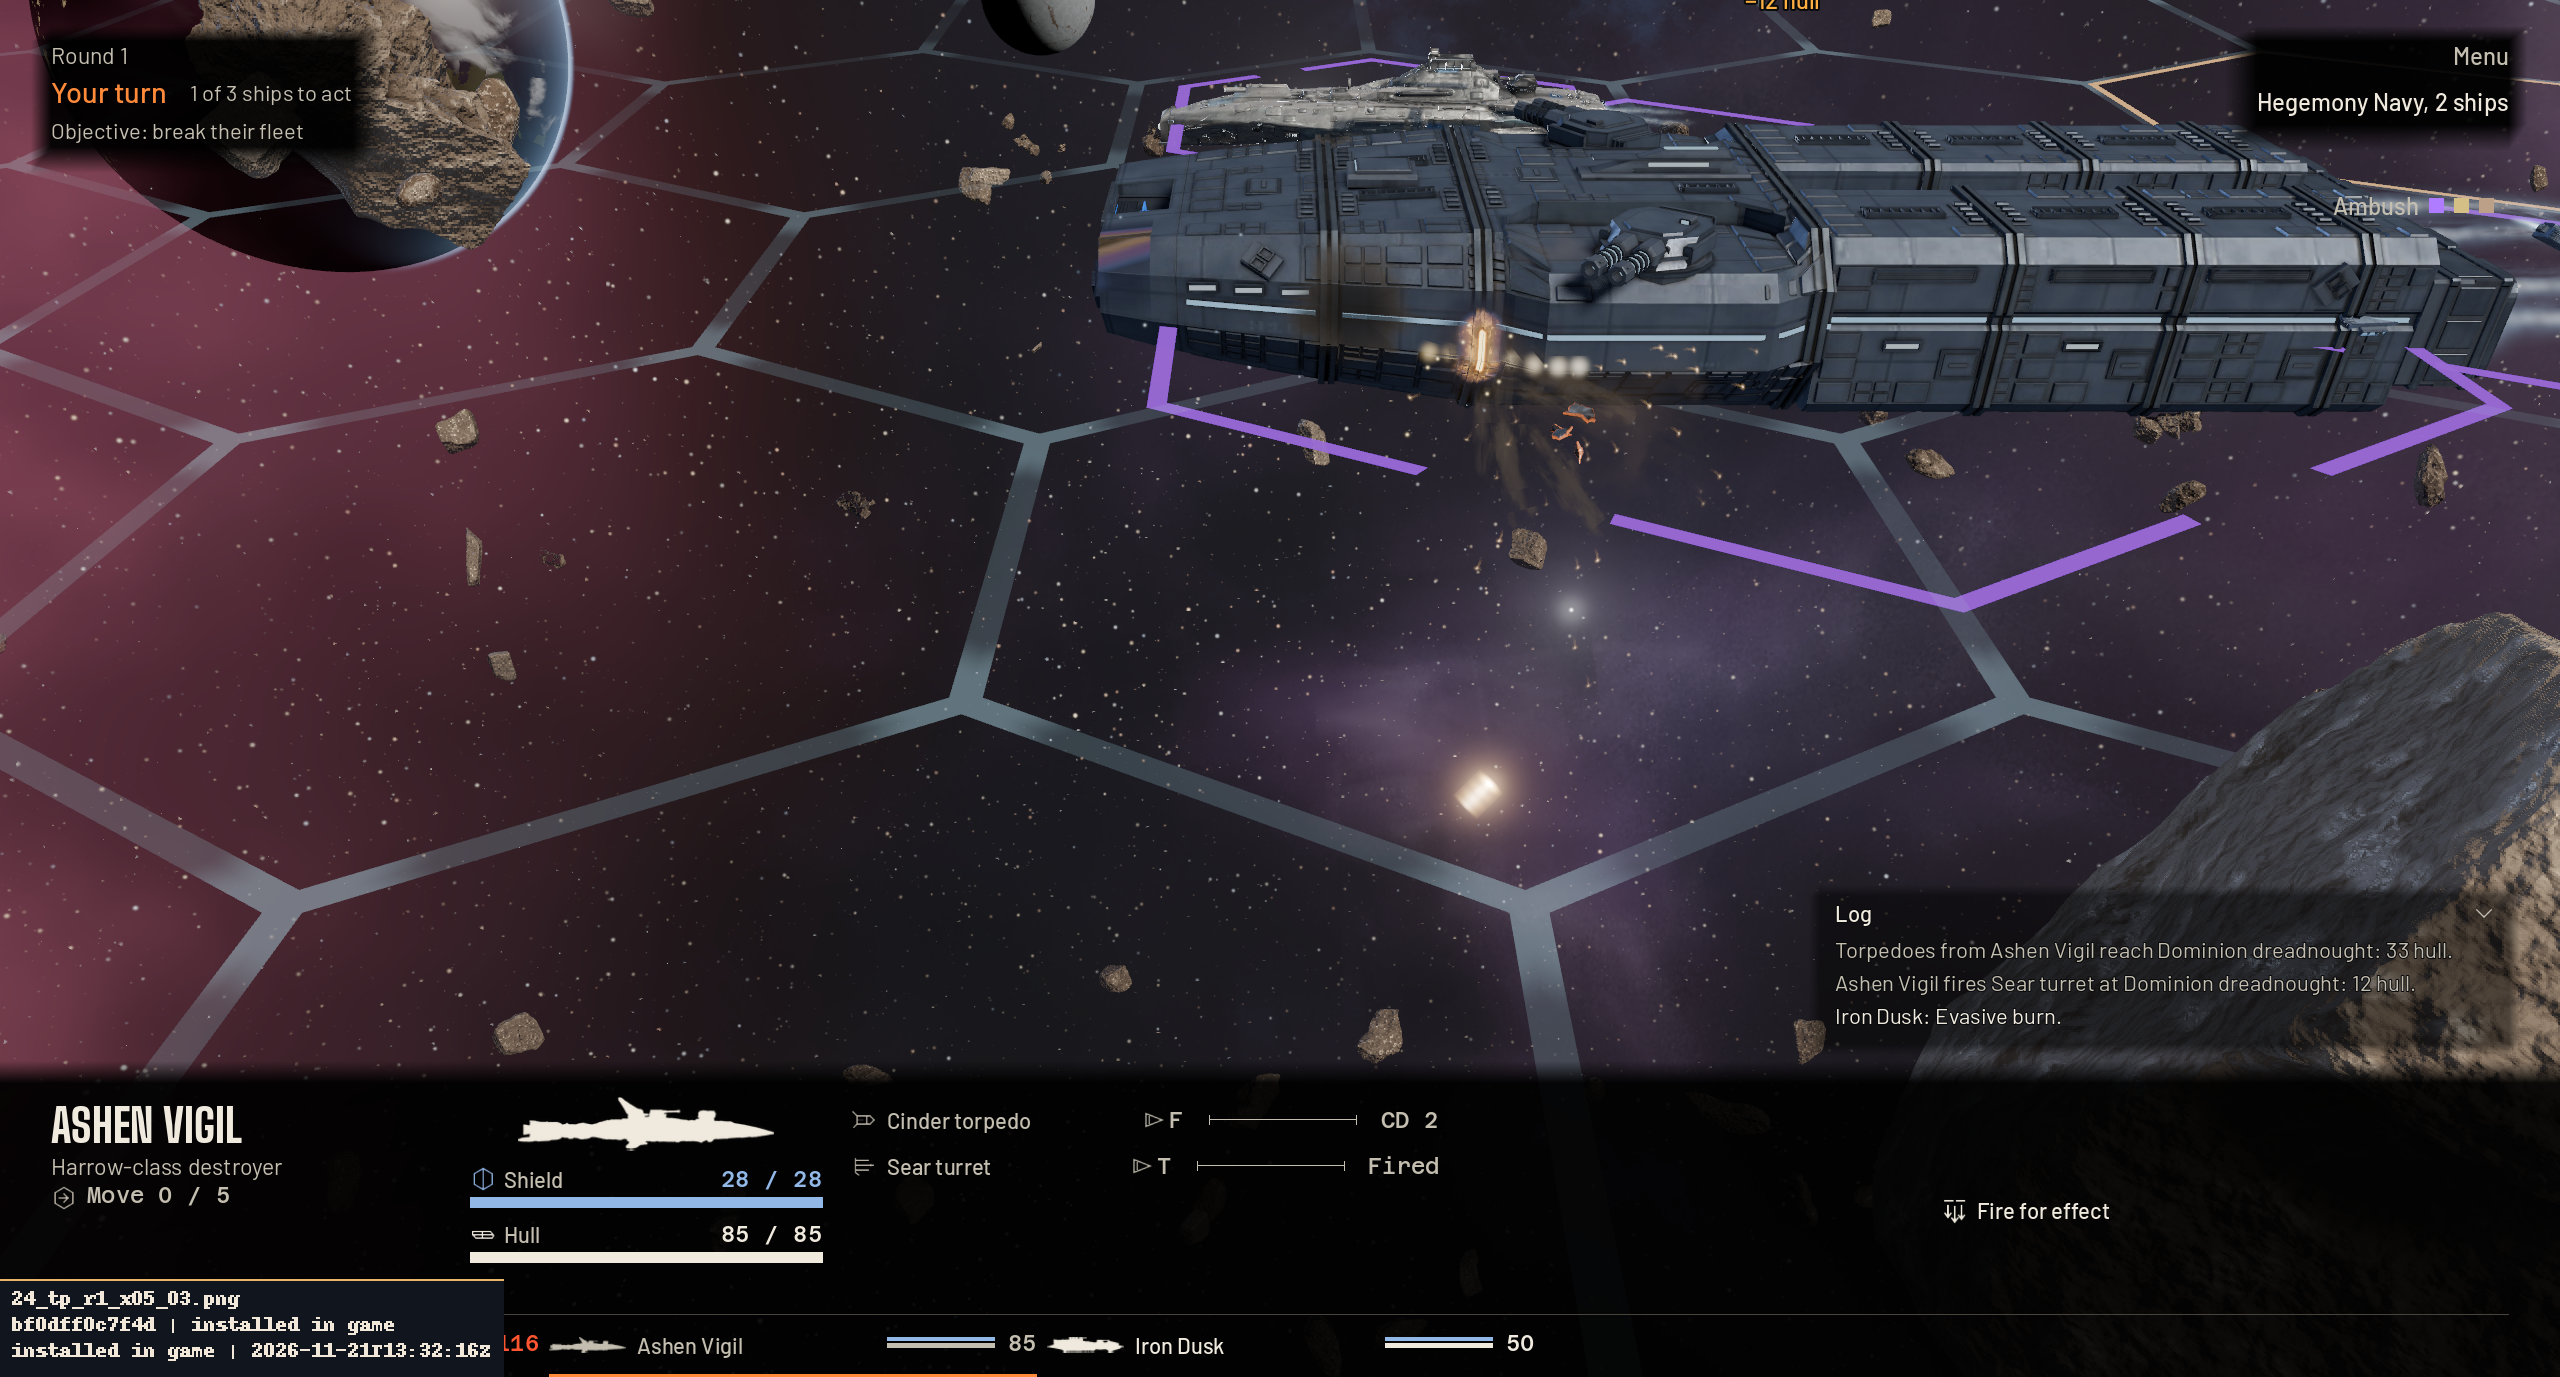 −12 hull
Round 1
Your turn 1 of 3 ships to act
Objective: break their fleet
Menu
Hegemony Navy, 2 ships
Ambush
Log
Torpedoes from Ashen Vigil reach Dominion dreadnought: 33 hull.
Ashen Vigil fires Sear turret at Dominion dreadnought: 12 hull.
Iron Dusk: Evasive burn.
ASHEN VIGIL
Harrow-class destroyer
Move 0 / 5
Shield 28 / 28
Hull 85 / 85
Cinder torpedo F CD 2
Sear turret T Fired
Fire for effect
24_tp_r1_x05_03.png
bf0dff0c7f4d | installed in game
installed in game | 2026-11-21r13:32:16z
116 Ashen Vigil 85 Iron Dusk 50